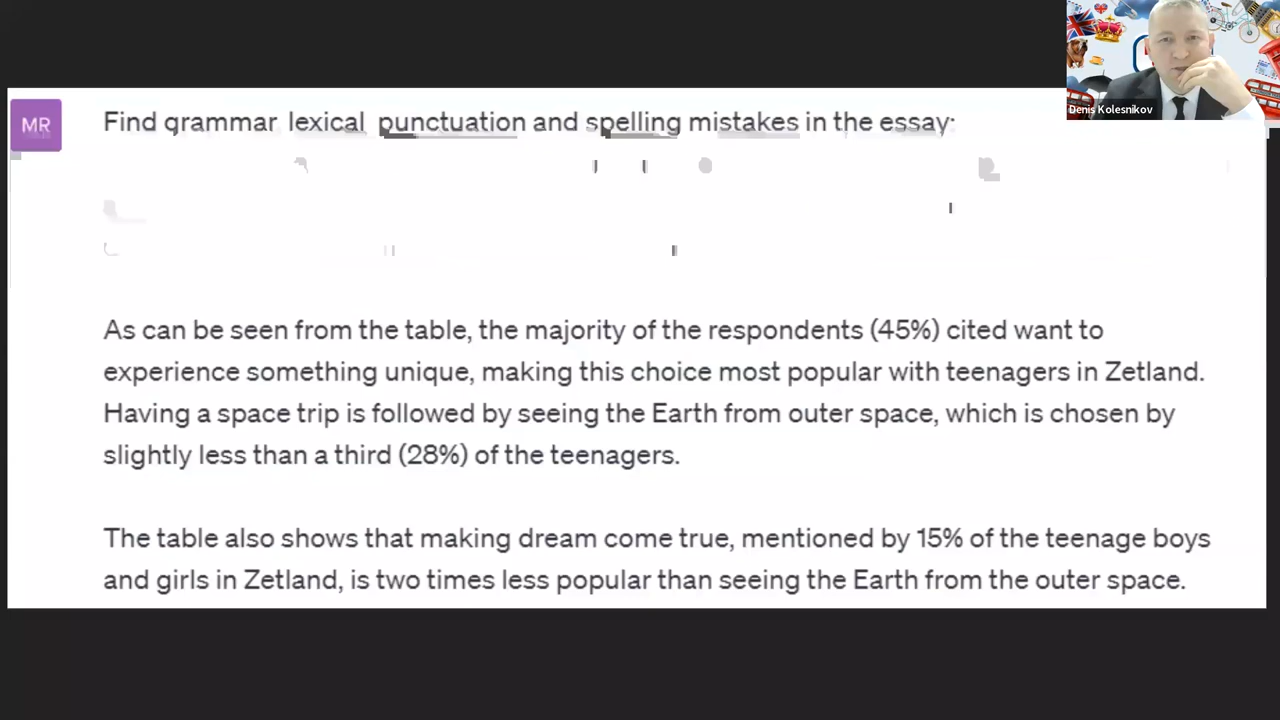 Denis Kolesnikov
MR
Find grammar lexical punctuation and spelling mistakes in the essay:
As can be seen from the table, the majority of the respondents (45%) cited want to
experience something unique, making this choice most popular with teenagers in Zetland.
Having a space trip is followed by seeing the Earth from outer space, which is chosen by
slightly less than a third (28%) of the teenagers.
The table also shows that making dream come true, mentioned by 15% of the teenage boys
and girls in Zetland, is two times less popular than seeing the Earth from the outer space.